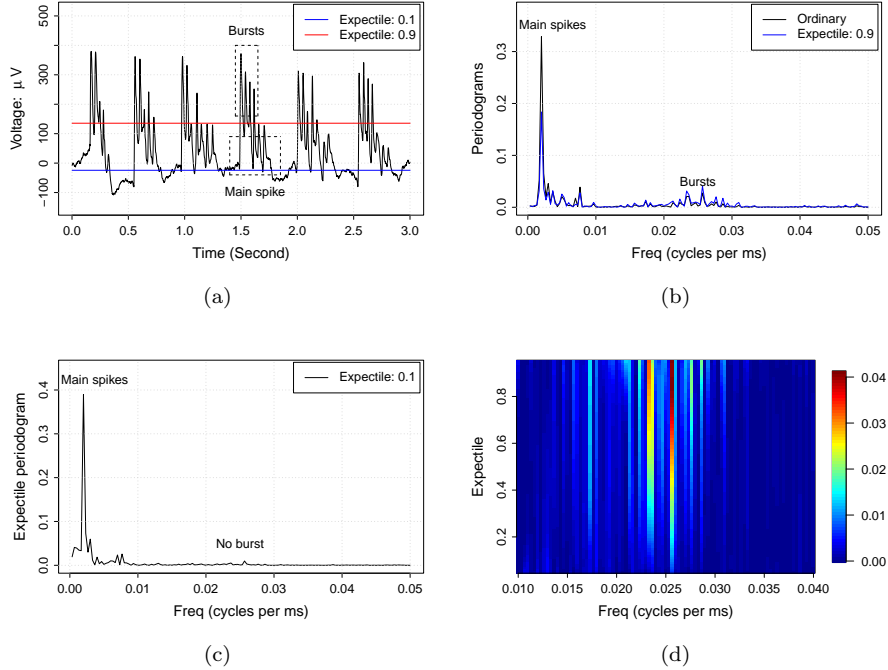 Expectile: 0.1
Expectile: 0.9
Bursts
Main spike
Voltage: μ V
500
300
100
0
−100
0.0 0.5 1.0 1.5 2.0 2.5 3.0
Time (Second)
(a)
Ordinary
Expectile: 0.9
Main spikes
Bursts
Periodograms
0.3
0.2
0.1
0.0
0.00 0.01 0.02 0.03 0.04 0.05
Freq (cycles per ms)
(b)
Expectile: 0.1
Main spikes
No burst
Expectile periodogram
0.4
0.3
0.2
0.1
0.0
0.00 0.01 0.02 0.03 0.04 0.05
Freq (cycles per ms)
(c)
Expectile
0.8
0.6
0.4
0.2
0.010 0.015 0.020 0.025 0.030 0.035 0.040
Freq (cycles per ms)
0.04
0.03
0.02
0.01
0.00
(d)